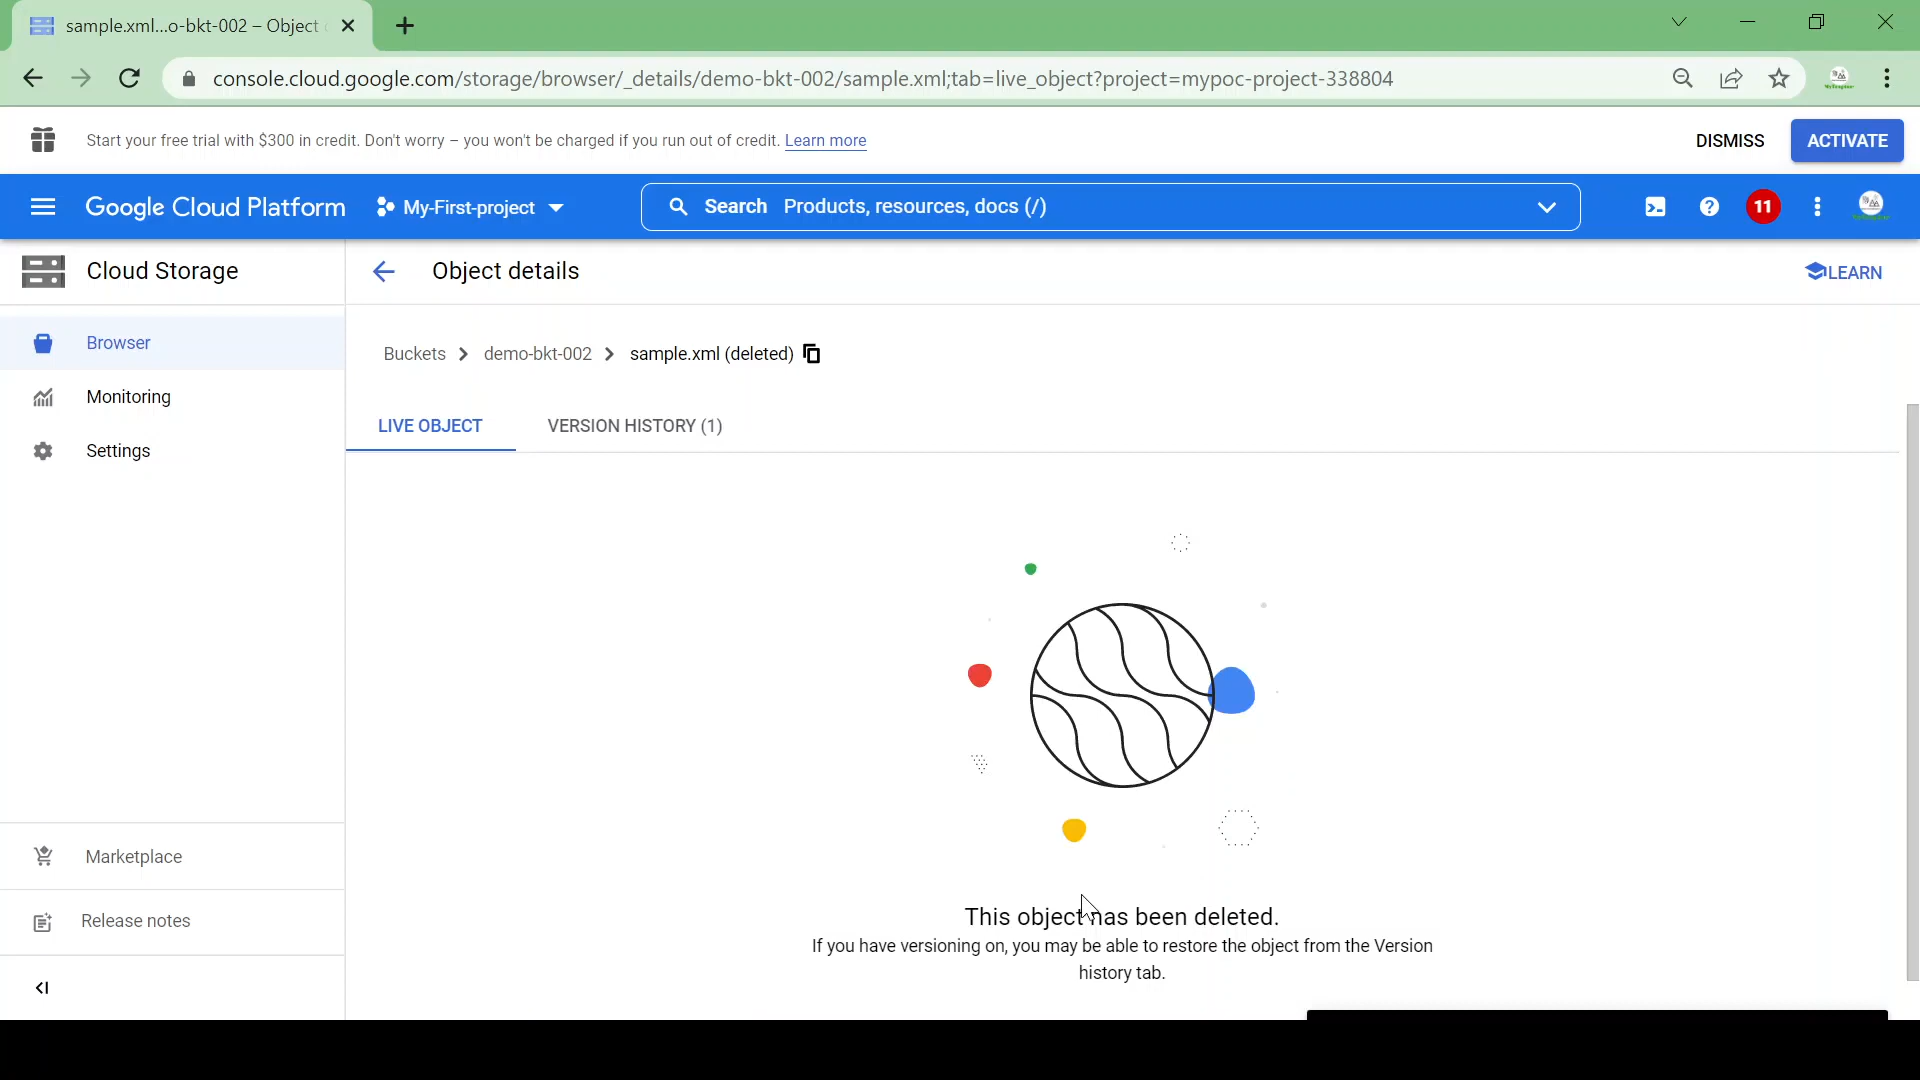 sample.xml...o-bkt-002 – Object
console.cloud.google.com/storage/browser/_details/demo-bkt-002/sample.xml;tab=live_object?project=mypoc-project-338804
Start your free trial with $300 in credit. Don't worry – you won't be charged if you run out of credit. Learn more
DISMISS
ACTIVATE
Google Cloud Platform
My-First-project
Search Products, resources, docs (/)
11
Cloud Storage
Object details
LEARN
Browser
Monitoring
Settings
Buckets
demo-bkt-002
sample.xml (deleted)
LIVE OBJECT
VERSION HISTORY (1)
This object has been deleted.
If you have versioning on, you may be able to restore the object from the Version
history tab.
Marketplace
Release notes